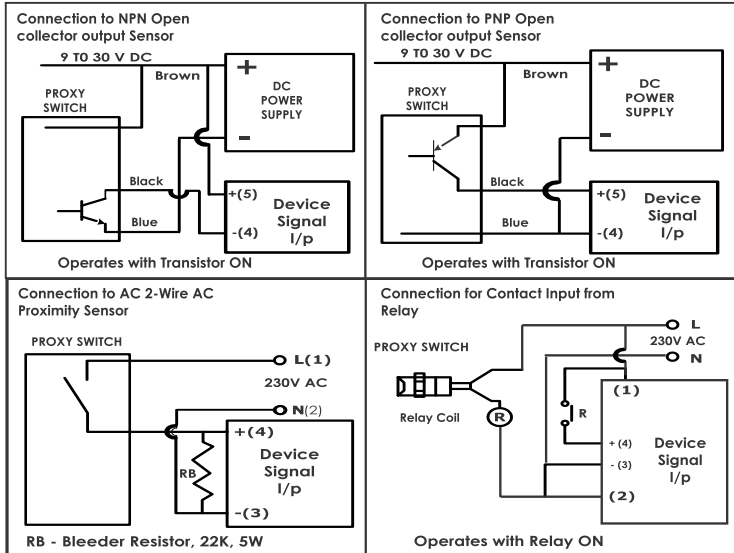 Connection to NPN Open
collector output Sensor
9 TO 30 V DC
Brown
PROXY
SWITCH
+
DC
POWER
SUPPLY
-
Black
Blue
+(5)
-(4)
Device
Signal
I/p
Operates with Transistor ON
Connection to PNP Open
collector output Sensor
9 TO 30 V DC
Brown
PROXY
SWITCH
+
DC
POWER
SUPPLY
-
Black
Blue
+(5)
-(4)
Device
Signal
I/p
Operates with Transistor ON
Connection to AC 2-Wire AC
Proximity Sensor
PROXY SWITCH
L(1)
230V AC
N(2)
+(4)
RB
Device
Signal
I/p
-(3)
RB - Bleeder Resistor, 22K, 5W
Connection for Contact Input from
Relay
L
230V AC
N
PROXY SWITCH
Relay Coil
R
(1)
R
+ (4)
- (3)
(2)
Device
Signal
I/p
Operates with Relay ON